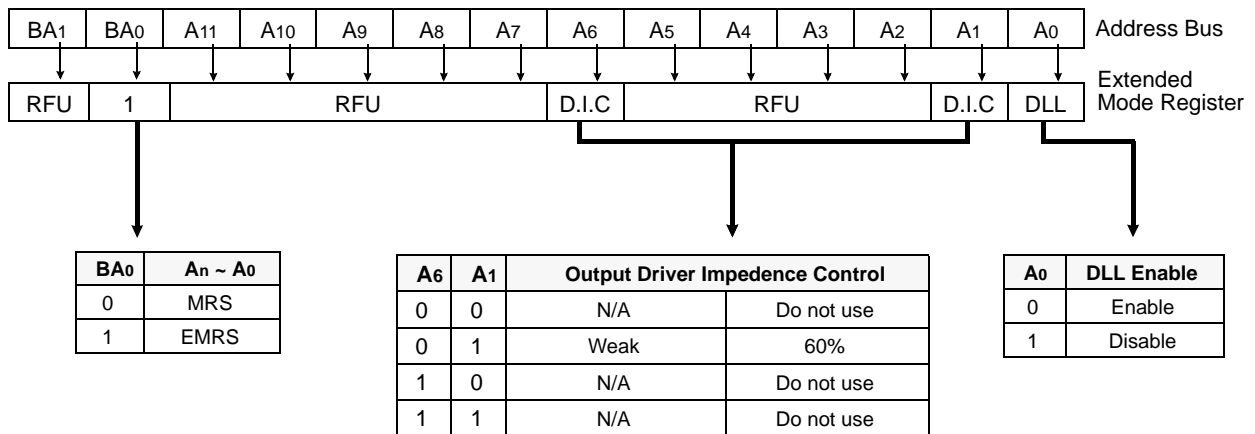 BA1 BA0 A11 A10 A9 A8 A7 A6 A5 A4 A3 A2 A1 A0 Address Bus
RFU 1 RFU D.I.C RFU D.I.C DLL Extended
Mode Register
BA0 An ~ A0
0 MRS
1 EMRS
A6 A1 Output Driver Impedence Control
0 0 N/A Do not use
0 1 Weak 60%
1 0 N/A Do not use
1 1 N/A Do not use
A0 DLL Enable
0 Enable
1 Disable